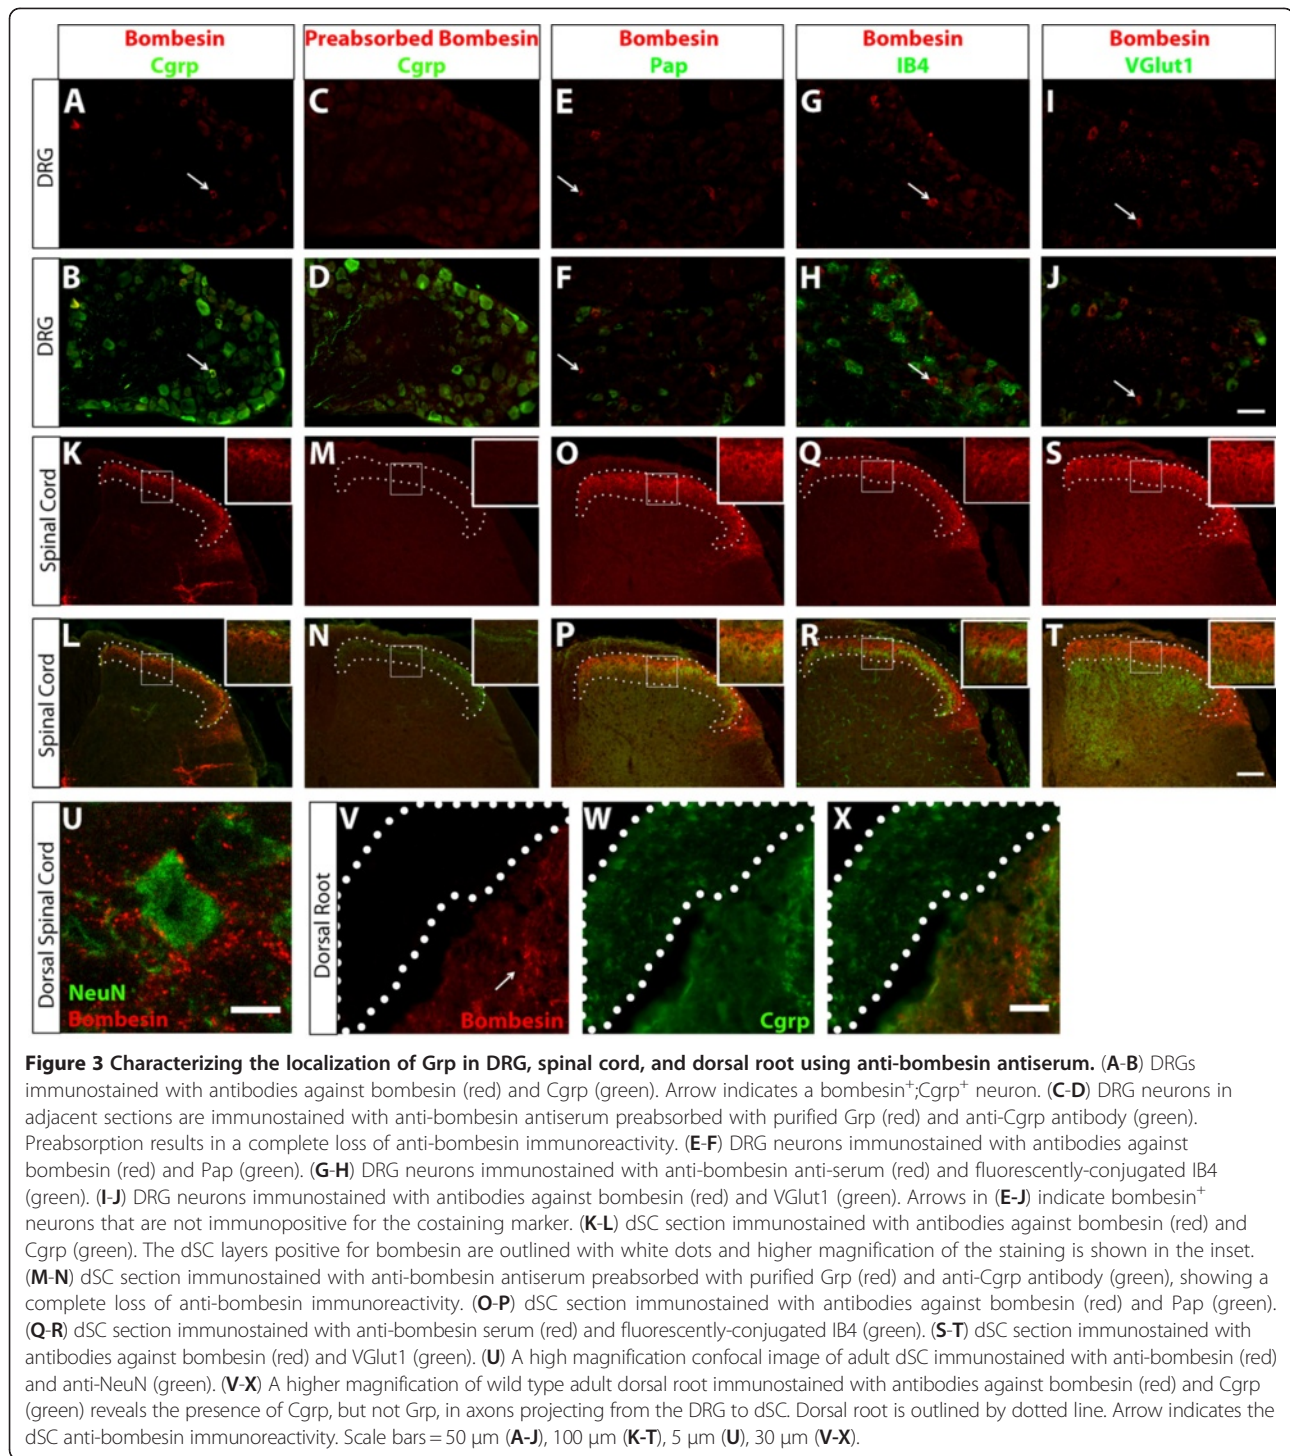 Bombesin
Cgrp
Preabsorbed Bombesin
Cgrp
Bombesin
Pap
Bombesin
IB4
Bombesin
VGlut1
DRG
A
C
E
G
I
DRG
B
D
F
H
J
Spinal Cord
K
M
O
Q
S
Spinal Cord
L
N
P
R
T
Dorsal Spinal Cord
U
NeuN
Bombesin
Dorsal Root
V
Bombesin
W
Cgrp
X
Figure 3 Characterizing the localization of Grp in DRG, spinal cord, and dorsal root using anti-bombesin antiserum. (A-B) DRGs
immunostained with antibodies against bombesin (red) and Cgrp (green). Arrow indicates a bombesin⁺;Cgrp⁺ neuron. (C-D) DRG neurons in
adjacent sections are immunostained with anti-bombesin antiserum preabsorbed with purified Grp (red) and anti-Cgrp antibody (green).
Preabsorption results in a complete loss of anti-bombesin immunoreactivity. (E-F) DRG neurons immunostained with antibodies against
bombesin (red) and Pap (green). (G-H) DRG neurons immunostained with anti-bombesin anti-serum (red) and fluorescently-conjugated IB4
(green). (I-J) DRG neurons immunostained with antibodies against bombesin (red) and VGlut1 (green). Arrows in (E-J) indicate bombesin⁺
neurons that are not immunopositive for the costaining marker. (K-L) dSC section immunostained with antibodies against bombesin (red) and
Cgrp (green). The dSC layers positive for bombesin are outlined with white dots and higher magnification of the staining is shown in the inset.
(M-N) dSC section immunostained with anti-bombesin antiserum preabsorbed with purified Grp (red) and anti-Cgrp antibody (green), showing a
complete loss of anti-bombesin immunoreactivity. (O-P) dSC section immunostained with antibodies against bombesin (red) and Pap (green).
(Q-R) dSC section immunostained with anti-bombesin serum (red) and fluorescently-conjugated IB4 (green). (S-T) dSC section immunostained with
antibodies against bombesin (red) and VGlut1 (green). (U) A high magnification confocal image of adult dSC immunostained with anti-bombesin (red)
and anti-NeuN (green). (V-X) A higher magnification of wild type adult dorsal root immunostained with antibodies against bombesin (red) and Cgrp
(green) reveals the presence of Cgrp, but not Grp, in axons projecting from the DRG to dSC. Dorsal root is outlined by dotted line. Arrow indicates the
dSC anti-bombesin immunoreactivity. Scale bars = 50 μm (A-J), 100 μm (K-T), 5 μm (U), 30 μm (V-X).